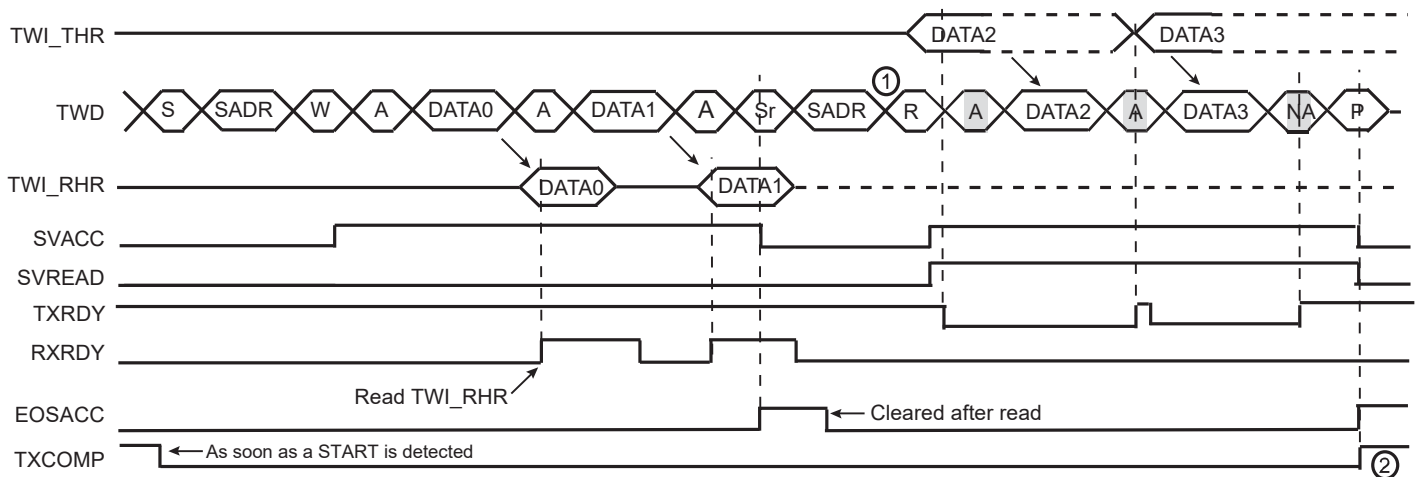 TWI_THR DATA2 DATA3
①
TWD S SADR W A DATA0 A DATA1 A Sr SADR R A DATA2 A DATA3 NA P
TWI_RHR DATA0 DATA1
SVACC
SVREAD
TXRDY
RXRDY
Read TWI_RHR
EOSACC Cleared after read
TXCOMP As soon as a START is detected ②